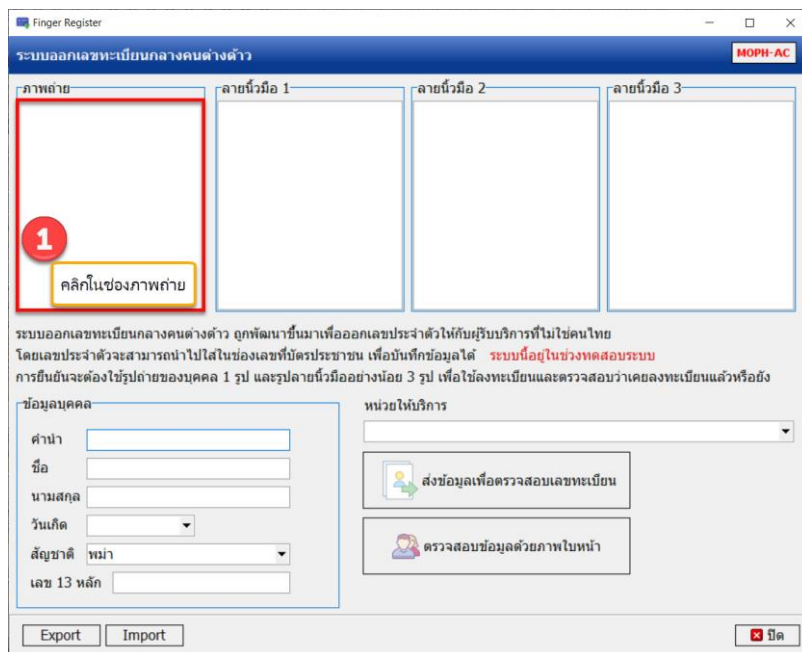 Finger Register
ระบบออกเลขทะเบียนกลางคนต่างด้าว
MOPH-AC
ภาพถ่าย
ลายนิ้วมือ 1
ลายนิ้วมือ 2
ลายนิ้วมือ 3
1
คลิกในช่องภาพถ่าย
ระบบออกเลขทะเบียนกลางคนต่างด้าว ถูกพัฒนาขึ้นมาเพื่อออกเลขประจำตัวให้กับผู้รับบริการที่ไม่ใช่คนไทย
โดยเลขประจำตัวจะสามารถนำไปใส่ในช่องเลขที่บัตรประชาชน เพื่อบันทึกข้อมูลได้ ระบบนี้อยู่ในช่วงทดสอบระบบ
การยืนยันจะต้องใช้รูปถ่ายของบุคคล 1 รูป และรูปลายนิ้วมืออย่างน้อย 3 รูป เพื่อใช้ลงทะเบียนและตรวจสอบว่าเคยลงทะเบียนแล้วหรือยัง
ข้อมูลบุคคล
คำนำ
ชื่อ
นามสกุล
วันเกิด
สัญชาติ พม่า
เลข 13 หลัก
หน่วยให้บริการ
ส่งข้อมูลเพื่อตรวจสอบเลขทะเบียน
ตรวจสอบข้อมูลด้วยภาพใบหน้า
Export
Import
ปิด